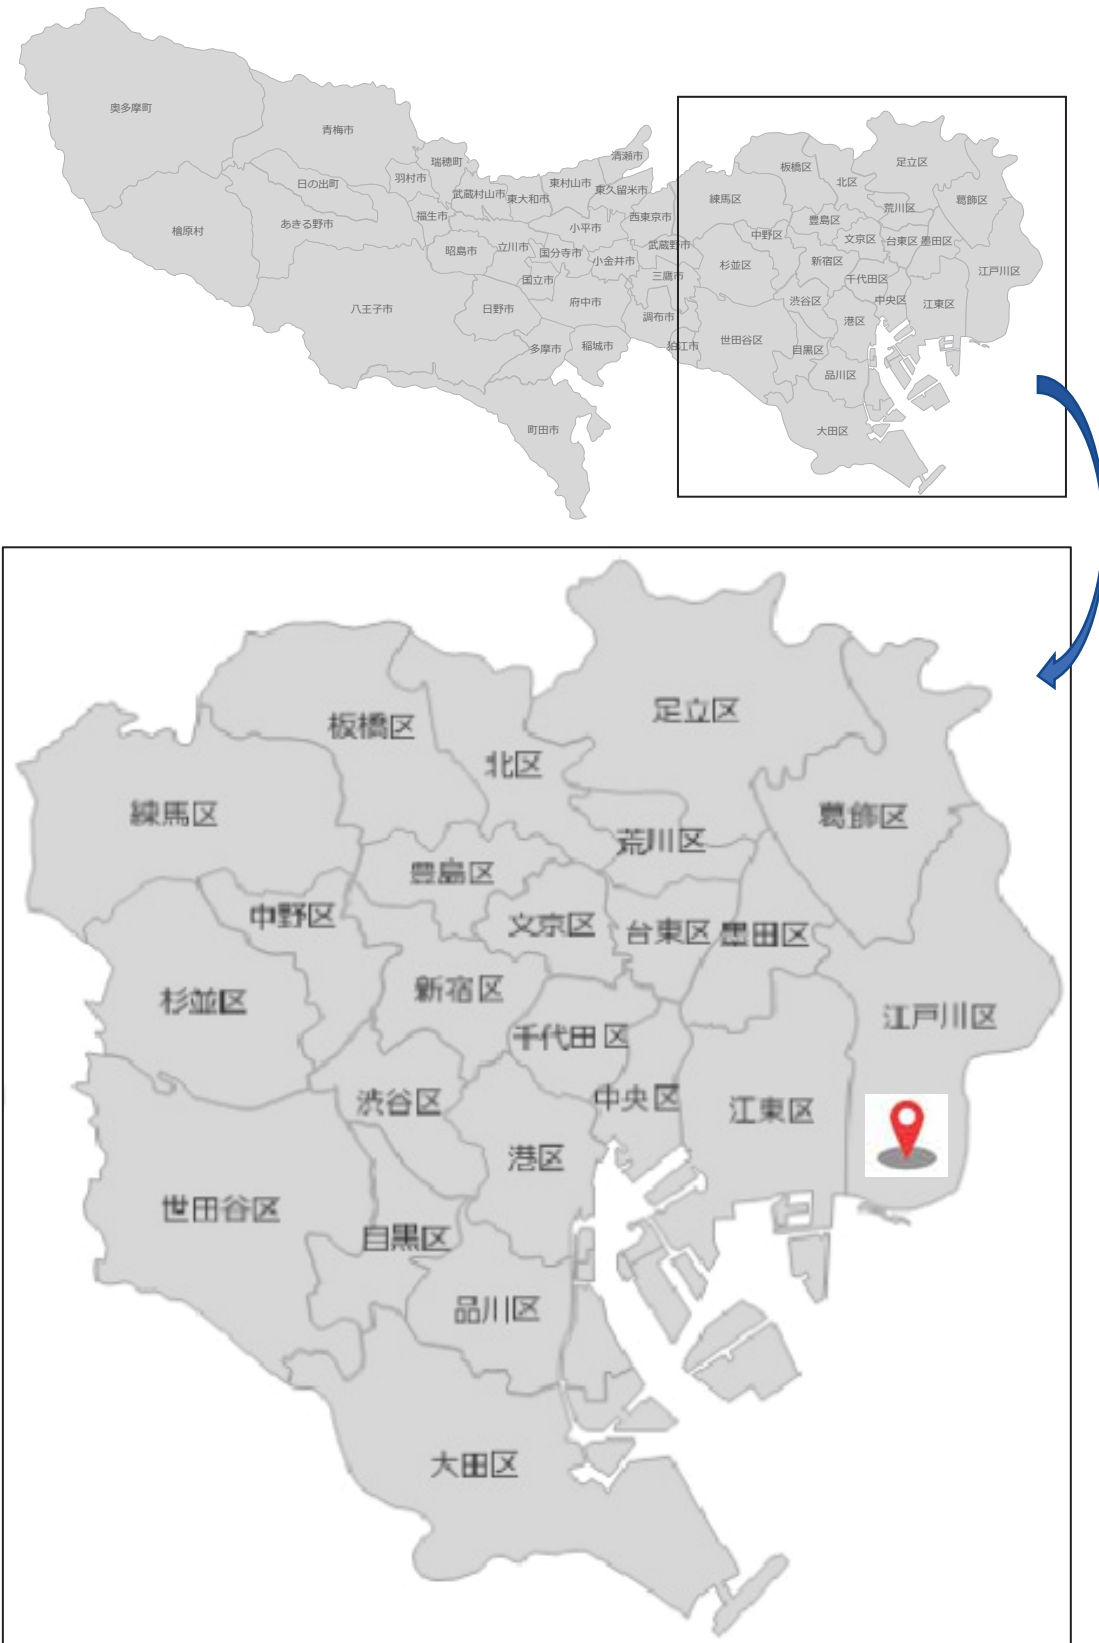 奥多摩町
青梅市
瑞穂町
羽村市
日の出町
あきる野市
檜原村
福生市
武蔵村山市
東大和市
東村山市
清瀬市
東久留米市
西東京市
小平市
昭島市
立川市
国分寺市
小金井市
武蔵野市
三鷹市
国立市
八王子市
日野市
府中市
調布市
狛江市
多摩市
稲城市
町田市
板橋区
足立区
北区
練馬区
荒川区
葛飾区
豊島区
中野区
文京区
台東区
墨田区
杉並区
新宿区
江戸川区
千代田区
渋谷区
中央区
江東区
港区
世田谷区
目黒区
品川区
大田区
足立区
板橋区
北区
練馬区
葛飾区
荒川区
豊島区
中野区
文京区
台東区
墨田区
杉並区
新宿区
江戸川区
千代田区
渋谷区
中央区
江東区
港区
世田谷区
目黒区
品川区
大田区